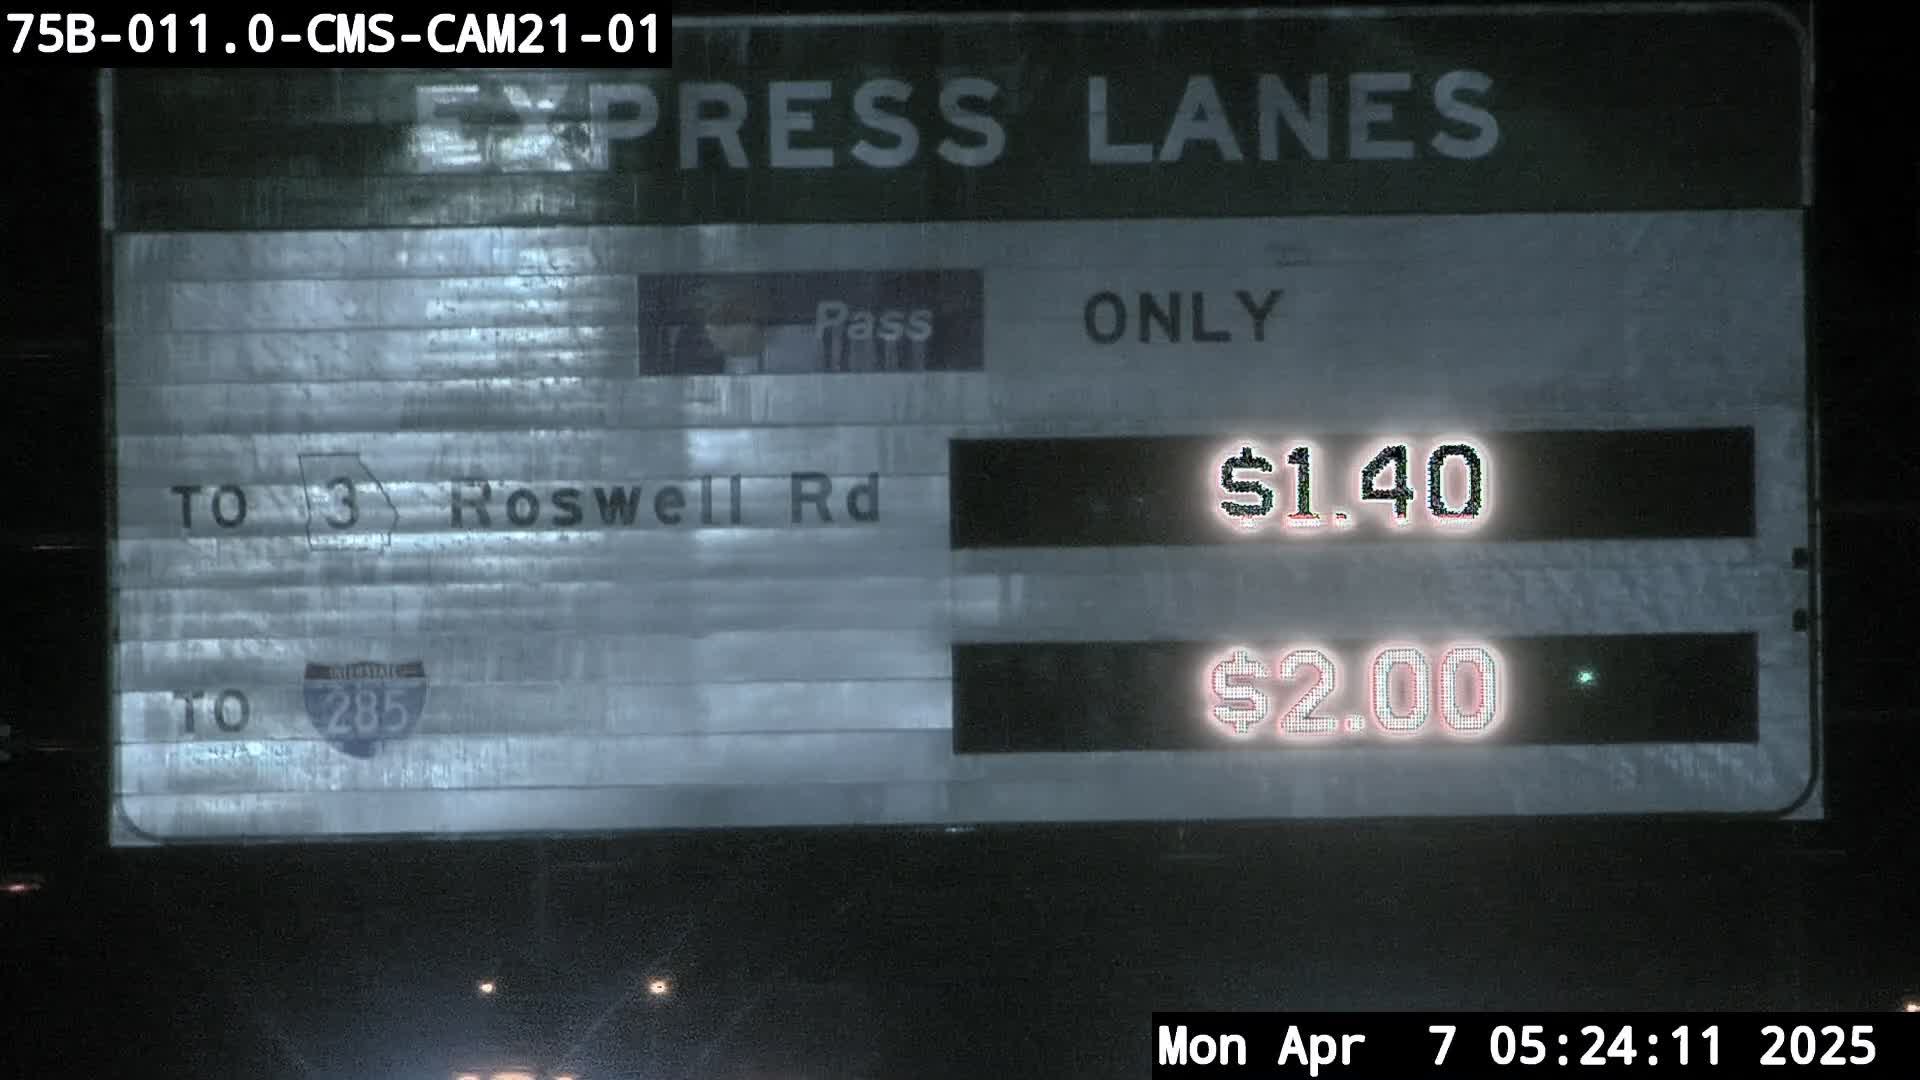 75B-011.0-CMS-CAM21-01
EXPRESS LANES
Pass ONLY
TO 3 Roswell Rd $1.40
INTERSTATE
TO 285 $2.00
Mon Apr 7 05:24:11 2025